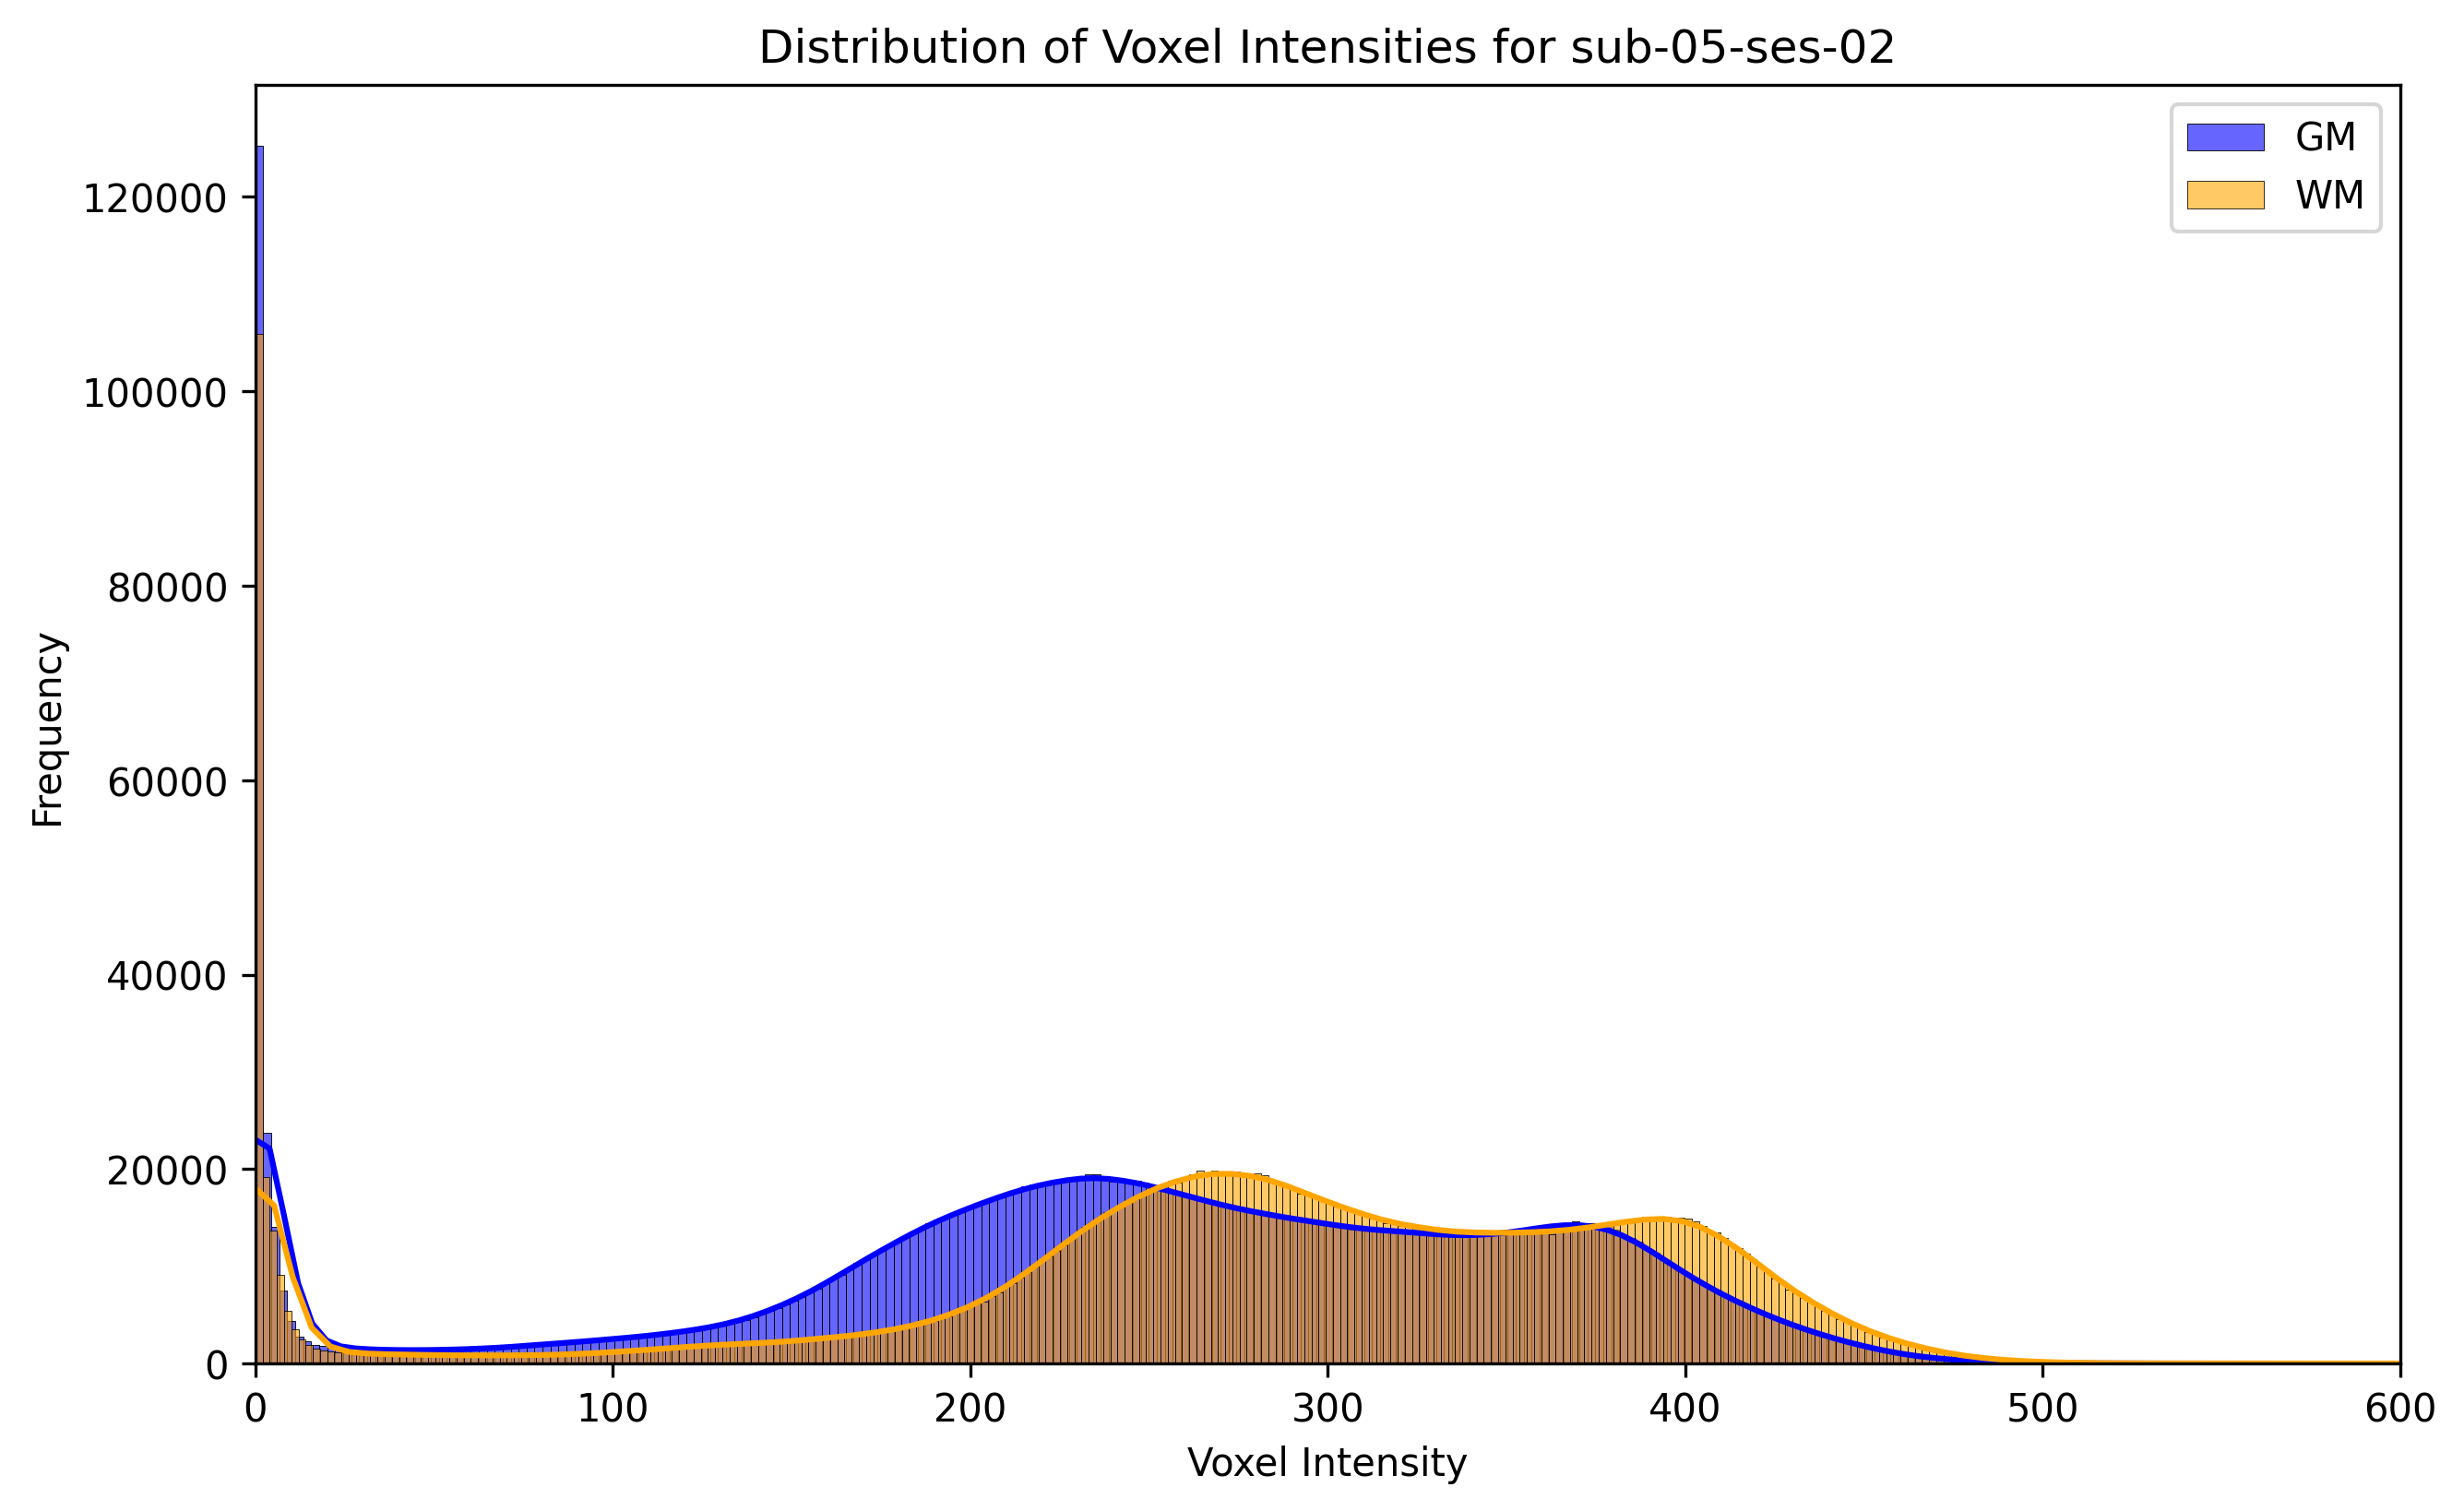 Distribution of Voxel Intensities for sub-05-ses-02
GM
WM
120000
100000
80000
60000
40000
20000
0
Frequency
0 100 200 300 400 500 600
Voxel Intensity